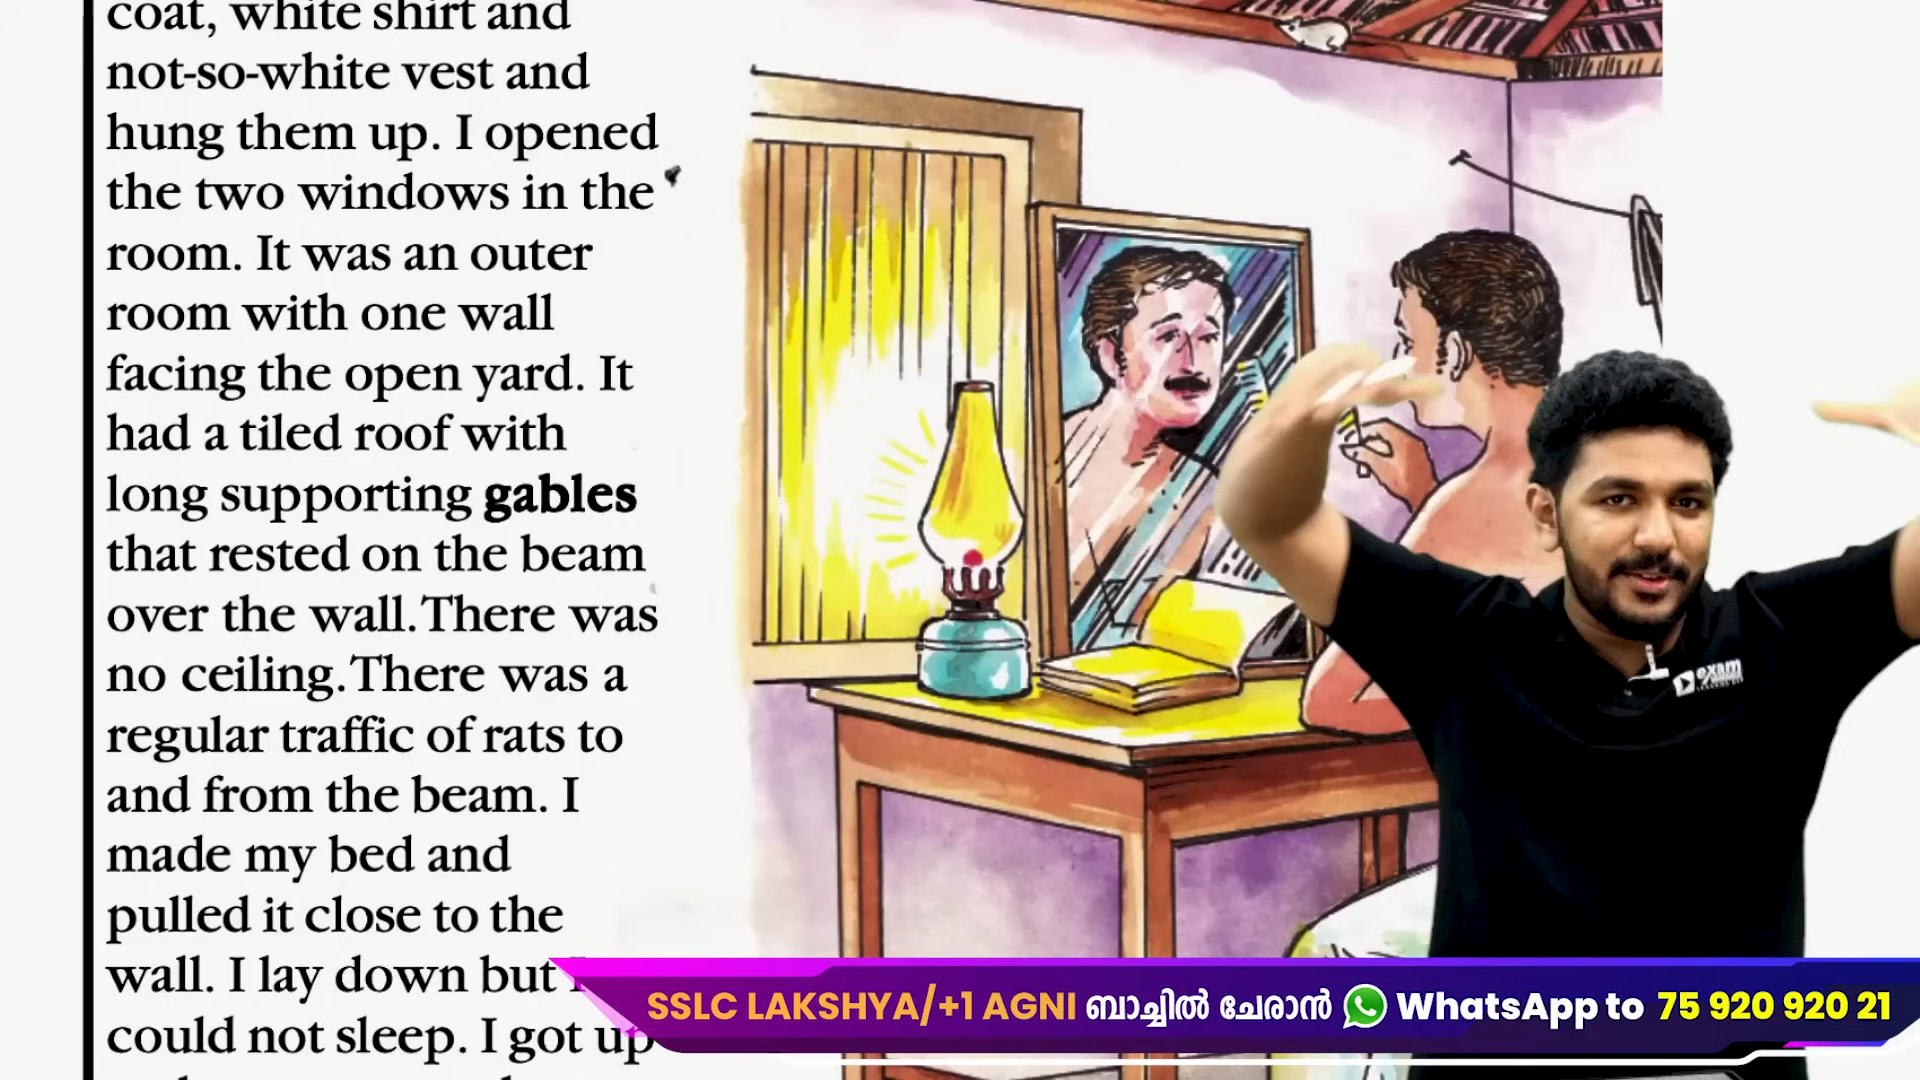 coat, white shirt and
not-so-white vest and
hung them up. I opened
the two windows in the
room. It was an outer
room with one wall
facing the open yard. It
had a tiled roof with
long supporting gables
that rested on the beam
over the wall. There was
no ceiling. There was a
regular traffic of rats to
and from the beam. I
made my bed and
pulled it close to the
wall. I lay down but I
could not sleep. I got up
exam
SSLC LAKSHYA/+1 AGNI ബാച്ചിൽ ചേരാൻ WhatsApp to 75 920 920 21